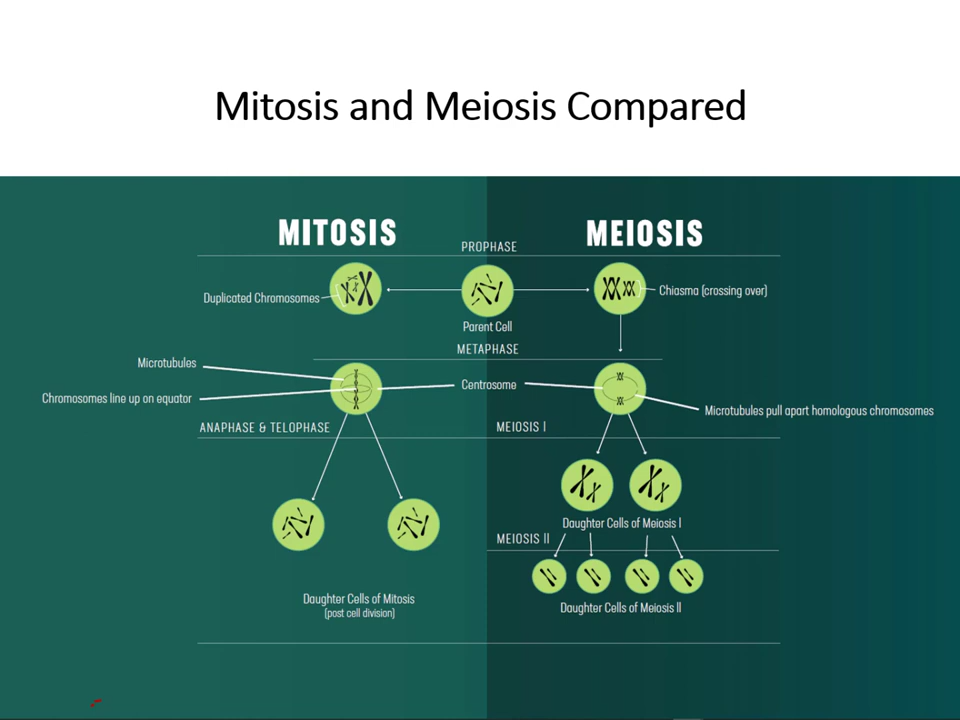 Mitosis and Meiosis Compared
MITOSIS
MEIOSIS
PROPHASE
Duplicated Chromosomes
Chiasma (crossing over)
Parent Cell
METAPHASE
Microtubules
Centrosome
Chromosomes line up on equator
Microtubules pull apart homologous chromosomes
ANAPHASE & TELOPHASE
MEIOSIS I
Daughter Cells of Meiosis I
MEIOSIS II
Daughter Cells of Mitosis
(post cell division)
Daughter Cells of Meiosis II